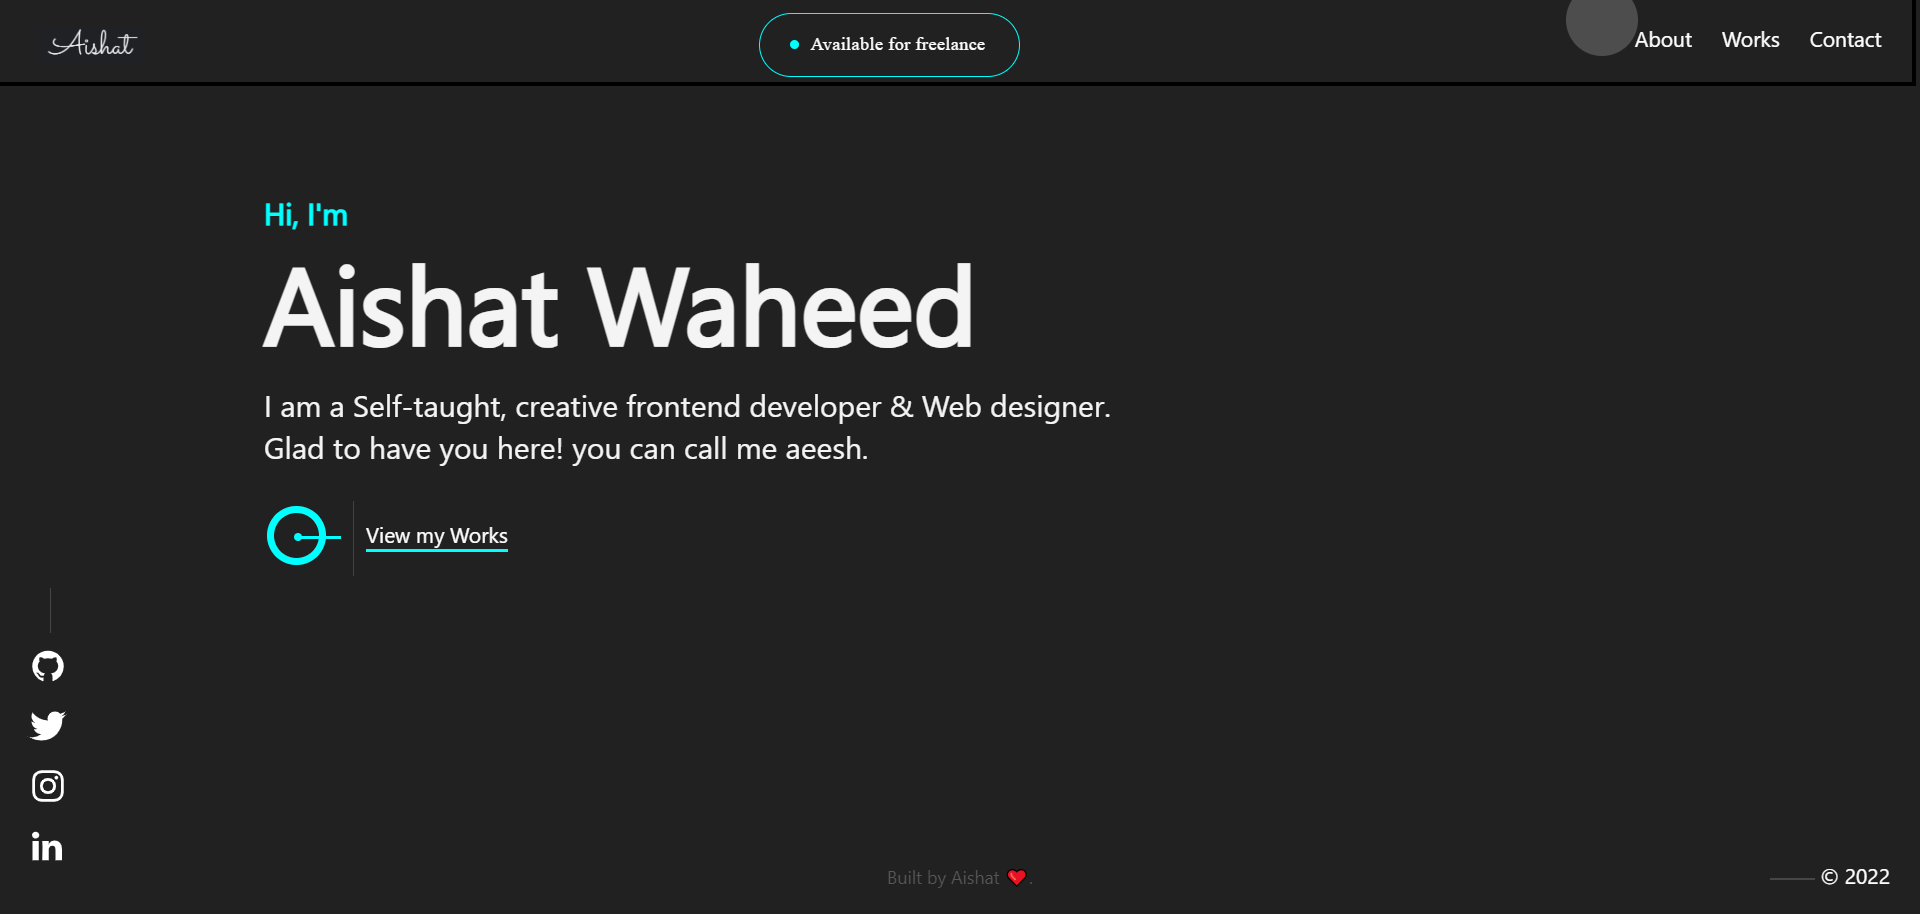 Aishat
Available for freelance
About Works Contact
Hi, I'm
Aishat Waheed
I am a Self-taught, creative frontend developer & Web designer.
Glad to have you here! you can call me aeesh.
View my Works
in
Built by Aishat ❤️.
© 2022